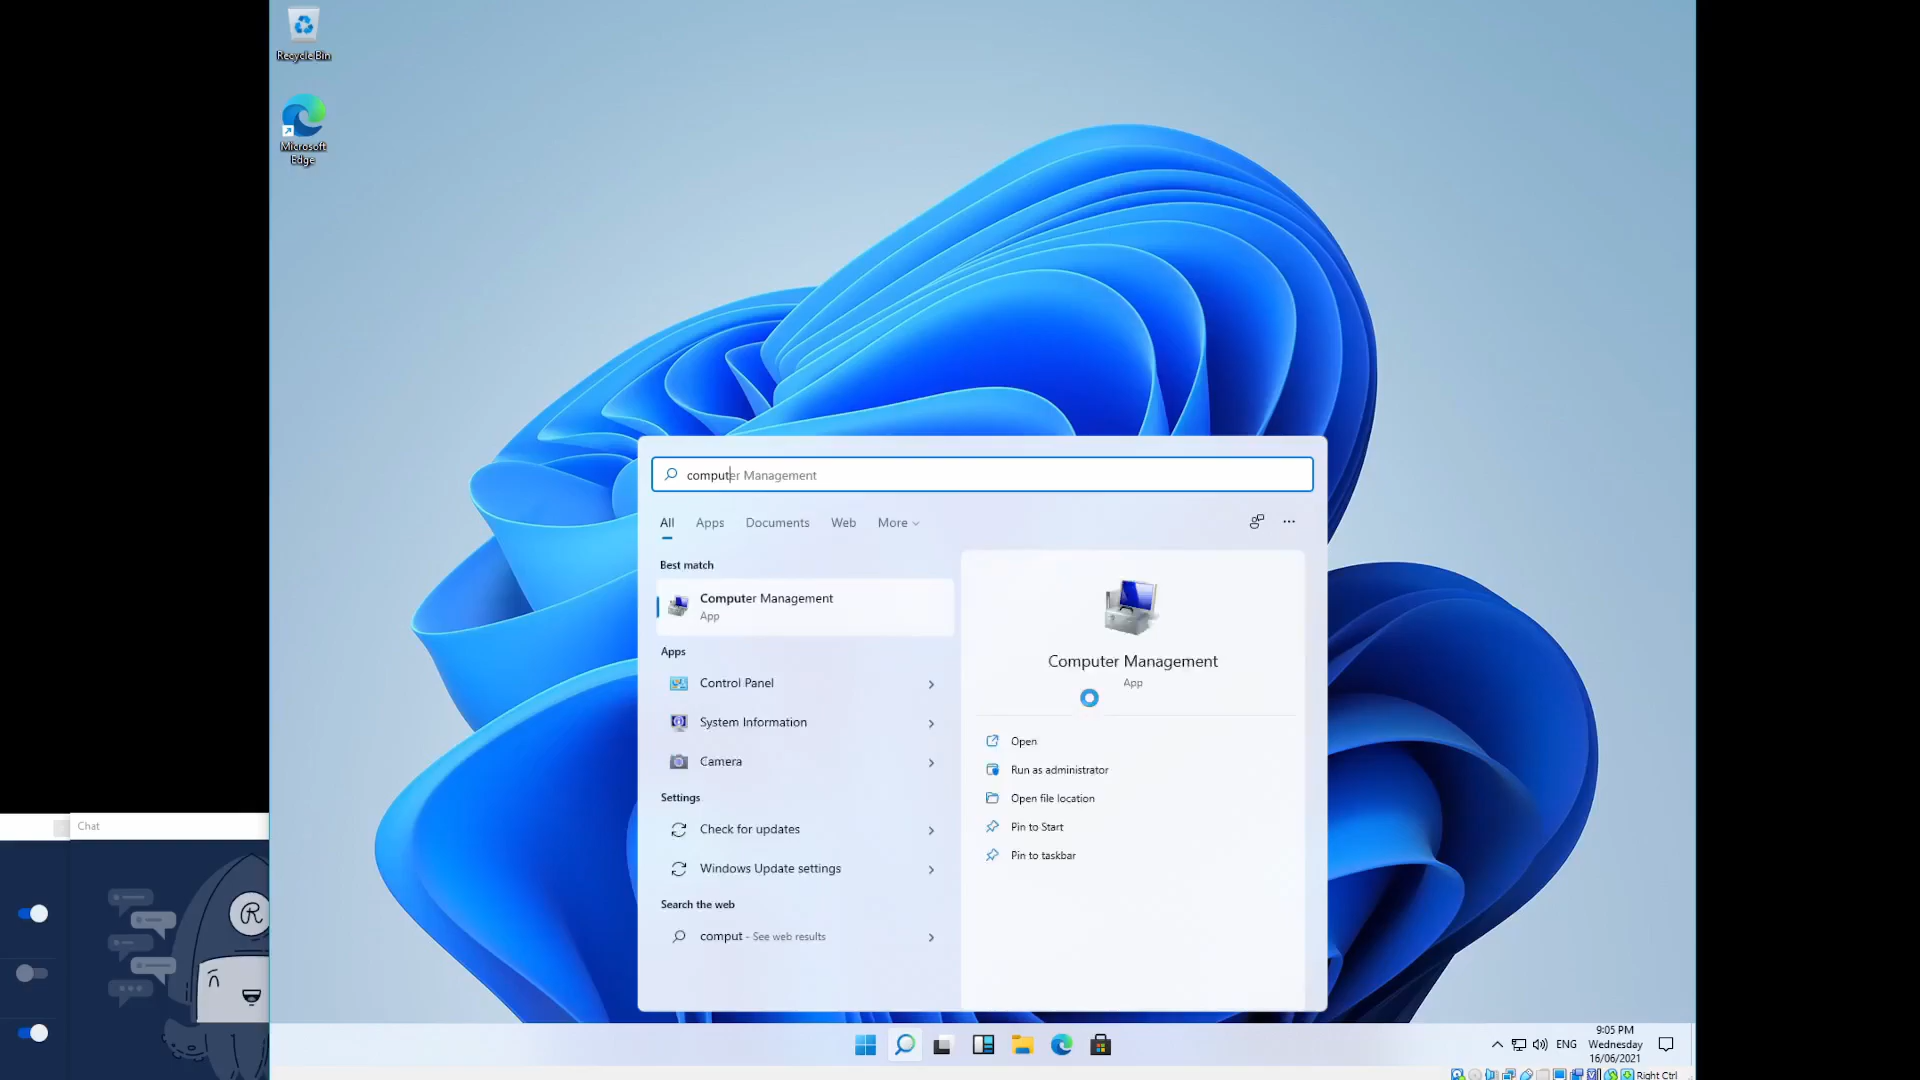 Recycle Bin
Microsoft
Edge
computer Management
All
Apps
Documents
Web
More
Best match
Computer Management
App
Apps
Control Panel
System Information
Camera
Settings
Check for updates
Windows Update settings
Search the web
comput - See web results
Computer Management
App
Open
Run as administrator
Open file location
Pin to Start
Pin to taskbar
Chat
R
ENG
9:05 PM
Wednesday
16/06/2021
Right Ctrl